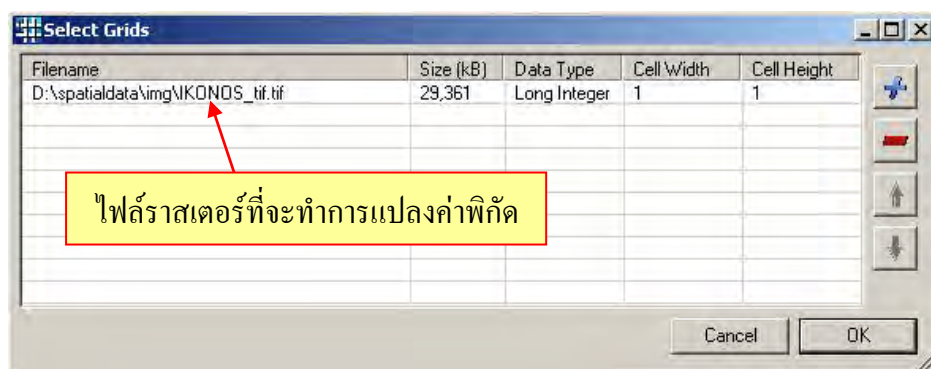 Select Grids
Filename Size (kB) Data Type Cell Width Cell Height
D:\spatialdata\img\IKONOS_tif.tif 29,361 Long Integer 1 1
ไฟล์ราสเตอร์ที่จะทำการแปลงค่าพิกัด
Cancel OK